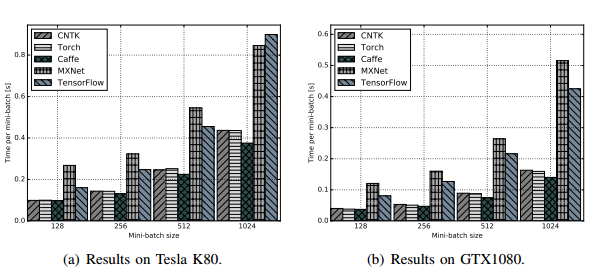 CNTK
Torch
Caffe
MXNet
TensorFlow
Time per mini-batch [s]
0.8
0.6
0.4
0.2
0.0
128 256 512 1024
Mini-batch size
(a) Results on Tesla K80.
CNTK
Torch
Caffe
MXNet
TensorFlow
Time per mini-batch [s]
0.6
0.5
0.4
0.3
0.2
0.1
0.0
128 256 512 1024
Mini-batch size
(b) Results on GTX1080.